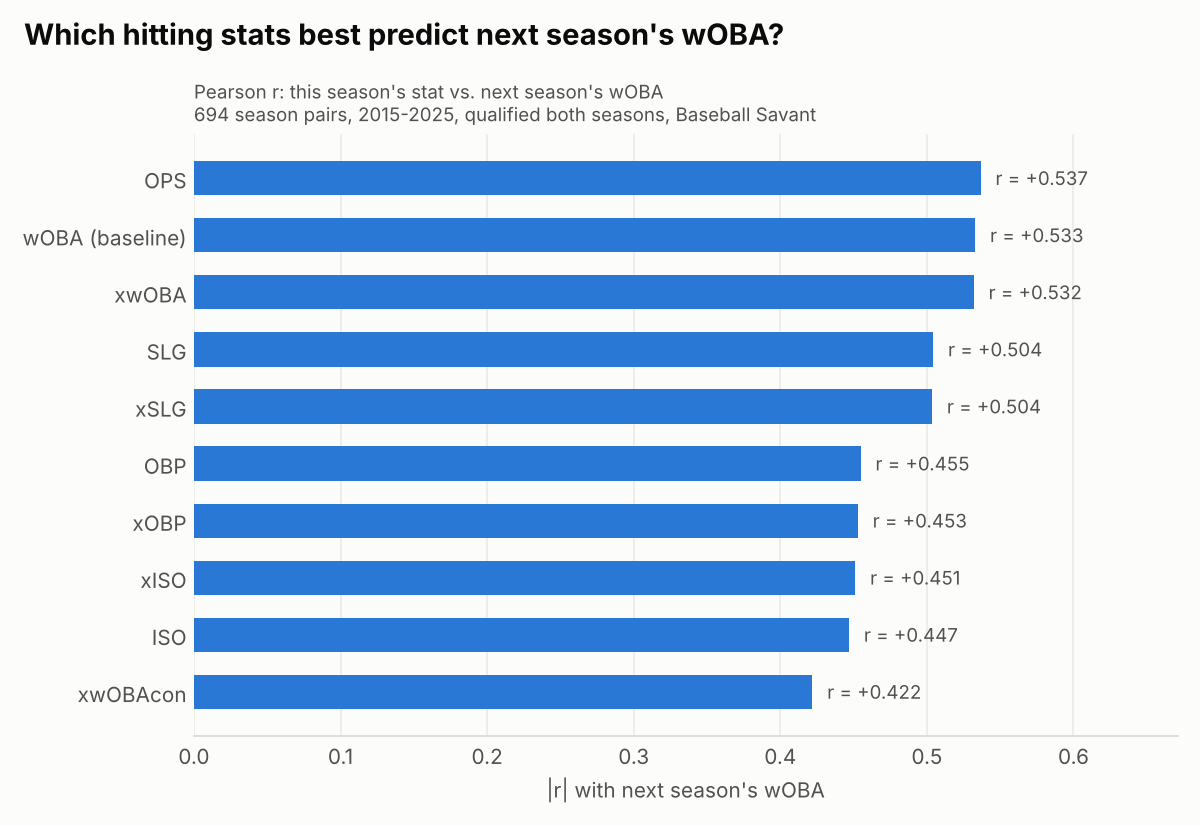 Which hitting stats best predict next season's wOBA?
Pearson r: this season's stat vs. next season's wOBA
694 season pairs, 2015-2025, qualified both seasons, Baseball Savant
OPS r = +0.537
wOBA (baseline) r = +0.533
xwOBA r = +0.532
SLG r = +0.504
xSLG r = +0.504
OBP r = +0.455
xOBP r = +0.453
xISO r = +0.451
ISO r = +0.447
xwOBAcon r = +0.422
0.0 0.1 0.2 0.3 0.4 0.5 0.6
|r| with next season's wOBA